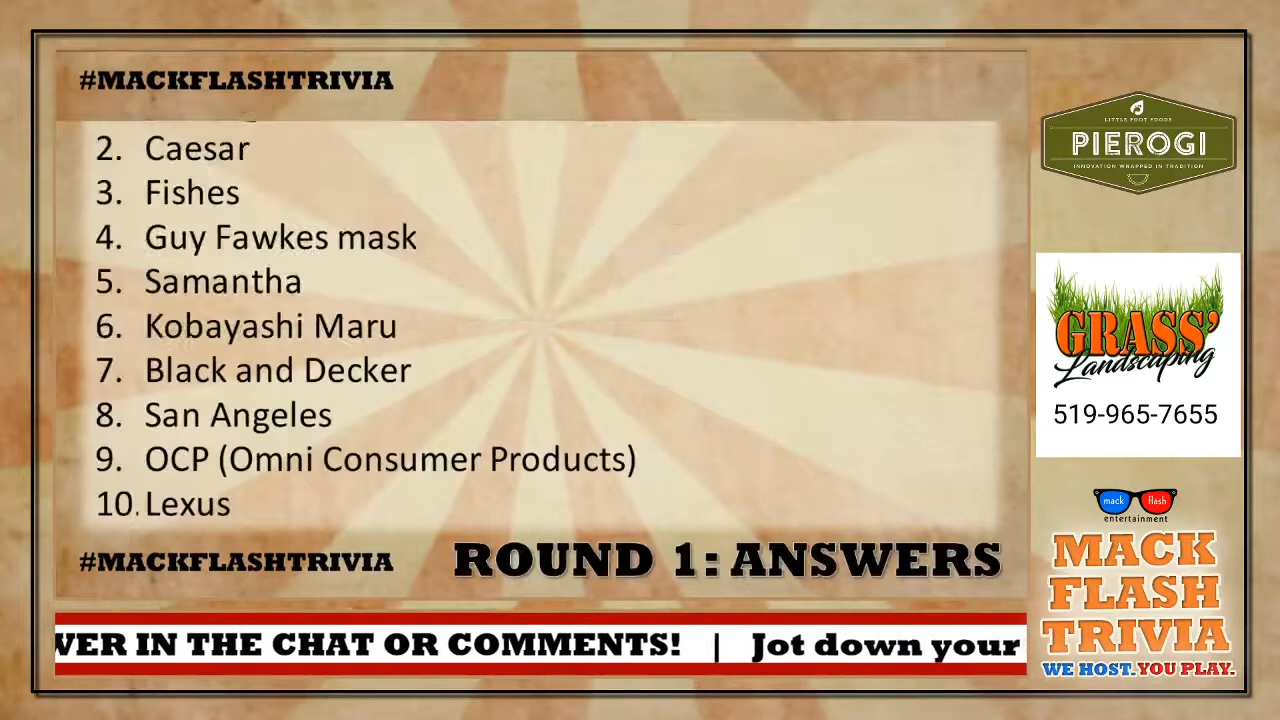 #MACKFLASHTRIVIA
2. Caesar
3. Fishes
4. Guy Fawkes mask
5. Samantha
6. Kobayashi Maru
7. Black and Decker
8. San Angeles
9. OCP (Omni Consumer Products)
10. Lexus
#MACKFLASHTRIVIA
ROUND 1: ANSWERS
VER IN THE CHAT OR COMMENTS! | Jot down your
LITTLE FOOT FOODS
PIEROGI
INNOVATION WRAPPED IN TRADITION
GRASS'
Landscaping
519-965-7655
mack flash
entertainment
MACK
FLASH
TRIVIA
WE HOST. YOU PLAY.